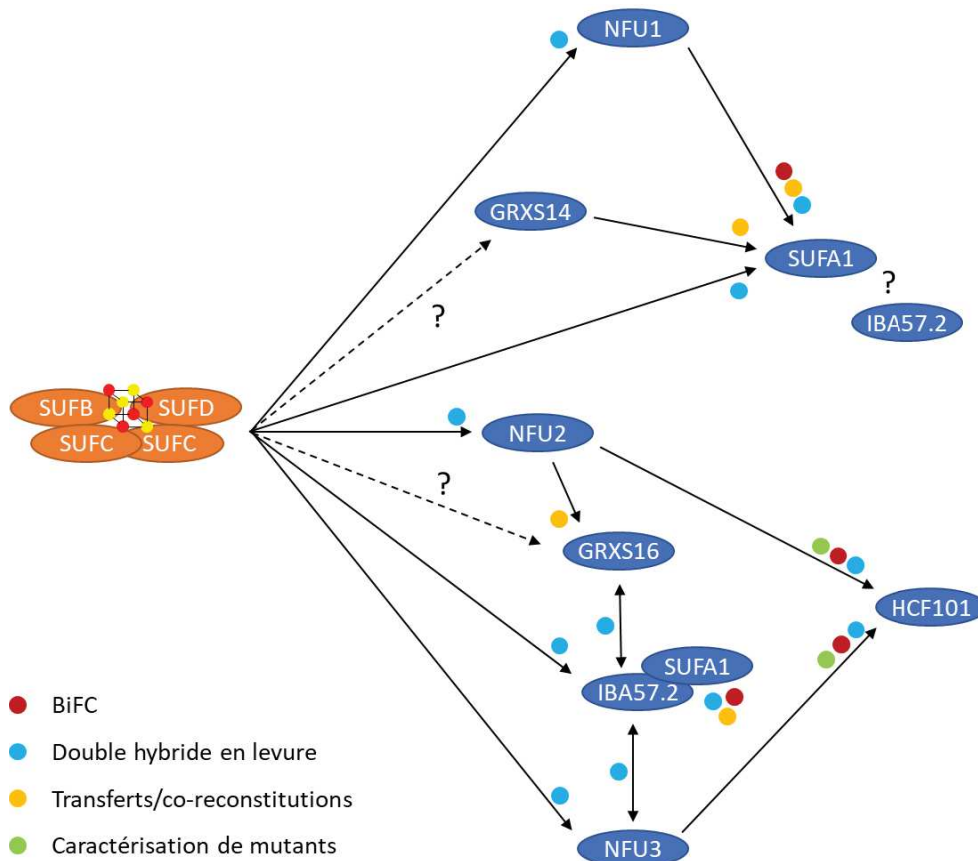 NFU1
GRXS14
SUFA1
?
?
IBA57.2
SUFB
SUFD
SUFC
SUFC
NFU2
?
GRXS16
HCF101
SUFA1
IBA57.2
NFU3
BiFC
Double hybride en levure
Transferts/co-reconstitutions
Caractérisation de mutants